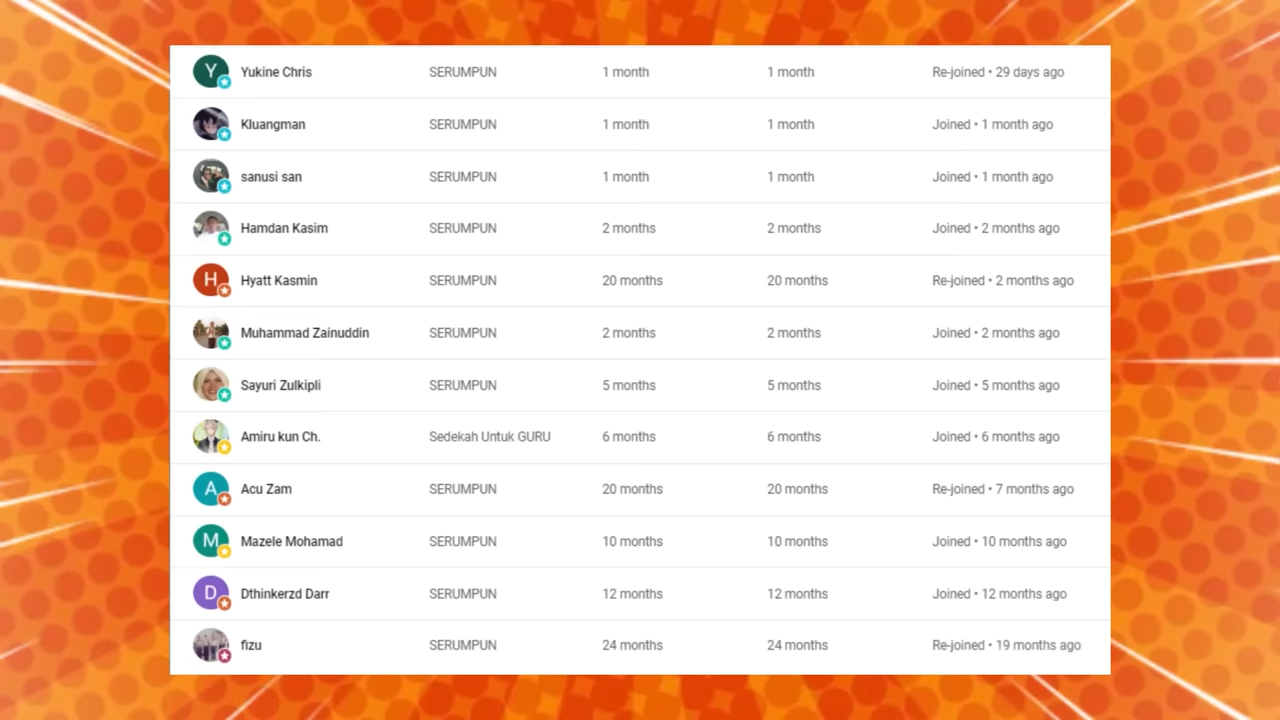 Y Yukine Chris SERUMPUN 1 month 1 month Re-joined • 29 days ago
Kluangman SERUMPUN 1 month 1 month Joined • 1 month ago
sanusi san SERUMPUN 1 month 1 month Joined • 1 month ago
Hamdan Kasim SERUMPUN 2 months 2 months Joined • 2 months ago
H Hyatt Kasmin SERUMPUN 20 months 20 months Re-joined • 2 months ago
Muhammad Zainuddin SERUMPUN 2 months 2 months Joined • 2 months ago
Sayuri Zulkipli SERUMPUN 5 months 5 months Joined • 5 months ago
Amiru kun Ch. Sedekah Untuk GURU 6 months 6 months Joined • 6 months ago
A Acu Zam SERUMPUN 20 months 20 months Re-joined • 7 months ago
M Mazele Mohamad SERUMPUN 10 months 10 months Joined • 10 months ago
D Dthinkerzd Darr SERUMPUN 12 months 12 months Joined • 12 months ago
fizu SERUMPUN 24 months 24 months Re-joined • 19 months ago